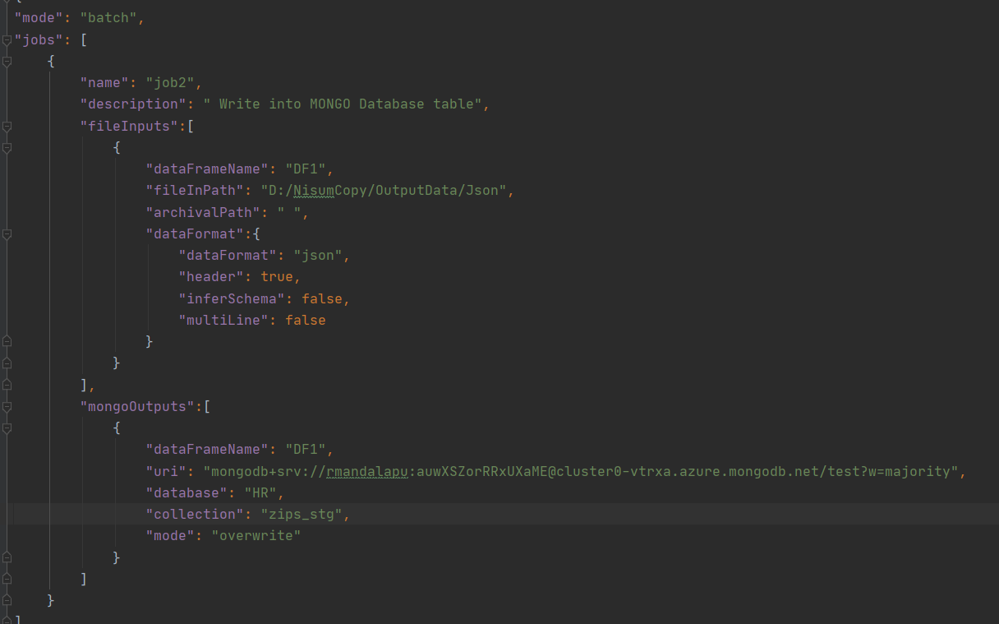 {
"mode": "batch",
"jobs": [
{
"name": "job2",
"description": " Write into MONGO Database table",
"fileInputs":[
{
"dataFrameName": "DF1",
"fileInPath": "D:/NisumCopy/OutputData/Json",
"archivalPath": " ",
"dataFormat":{
"dataFormat": "json",
"header": true,
"inferSchema": false,
"multiLine": false
}
}
],
"mongoOutputs":[
{
"dataFrameName": "DF1",
"uri": "mongodb+srv://rmandalapu:auwXSZorRRxUXaME@cluster0-vtrxa.azure.mongodb.net/test?w=majority",
"database": "HR",
"collection": "zips_stg",
"mode": "overwrite"
}
]
}
]